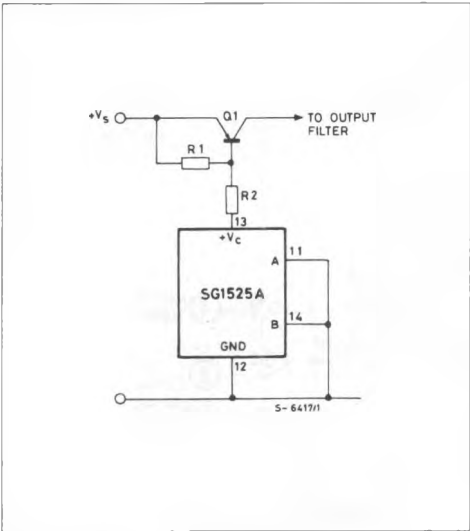 +Vs
Q1
TO OUTPUT
FILTER
R1
R2
13
+Vc
A
11
SG1525A
B
14
GND
12
S-6417/1